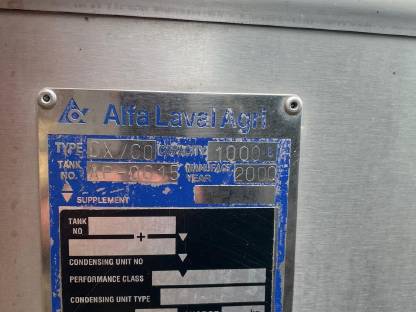 Alfa Laval Agri
TYPE DX/CO CAPACITY 1000 L
TANK NO. MANUFACT. YEAR 2000
SUPPLEMENT
TANK NO
+
CONDENSING UNIT NO
PERFORMANCE CLASS
CONDENSING UNIT TYPE